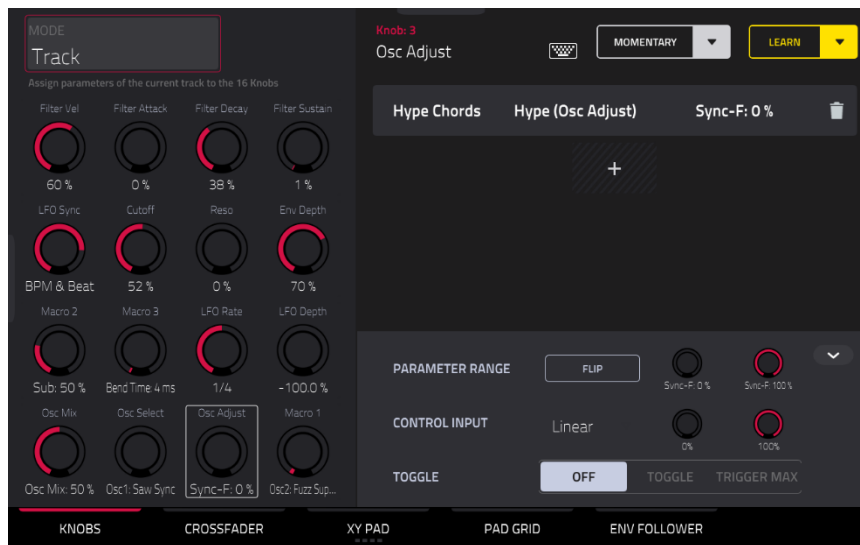 MODE
Track
Assign parameters of the current track to the 16 Knobs
Filter Vel Filter Attack Filter Decay Filter Sustain
60 % 0 % 38 % 1 %
LFO Sync Cutoff Reso Env Depth
BPM & Beat 52 % 0 % 70 %
Macro 2 Macro 3 LFO Rate LFO Depth
Sub: 50 % Bend Time: 4 ms 1/4 -100.0 %
Osc Mix Osc Select Osc Adjust Macro 1
Osc Mix: 50 % Osc1: Saw Sync Sync-F: 0 % Osc2: Fuzz Sup...
Knob: 3
Osc Adjust
MOMENTARY
LEARN
Hype Chords Hype (Osc Adjust) Sync-F: 0 %
+
PARAMETER RANGE FLIP Sync-F: 0 % Sync-F: 100 %
CONTROL INPUT Linear 0% 100%
TOGGLE OFF TOGGLE TRIGGER MAX
KNOBS CROSSFADER XY PAD PAD GRID ENV FOLLOWER